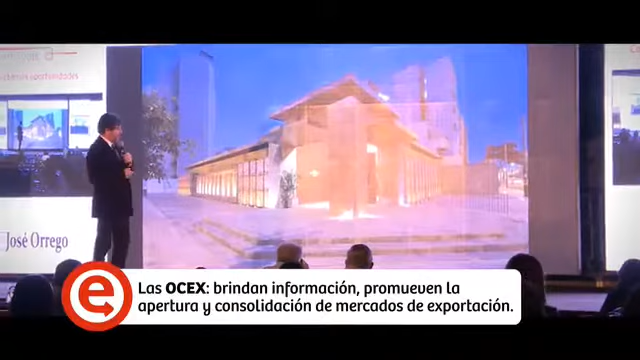 José Orrego
e
Las OCEX: brindan información, promueven la
apertura y consolidación de mercados de exportación.